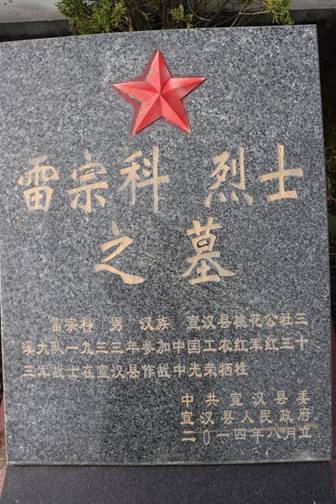 雷宗科 烈士
之墓
雷宗科 男 汉族 宣汉县桃花公社三
溪大队一九三三年参加中国工农红军红三十
三军战士在宣汉县作战中光荣牺牲
中共宣汉县委
宣汉县人民政府
二〇一四年八月立